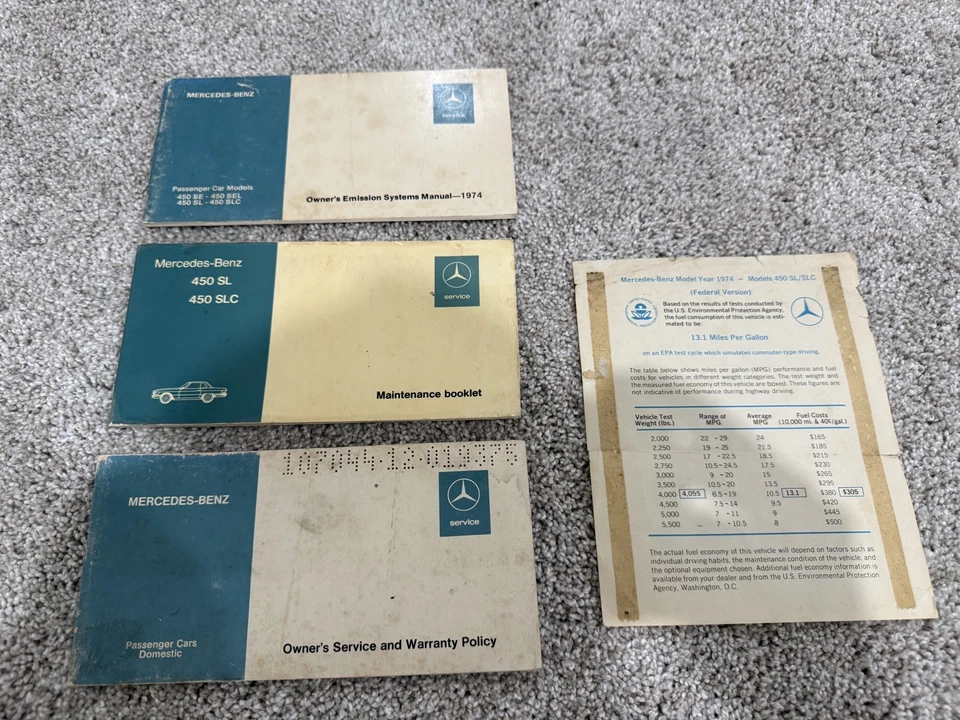 MERCEDES-BENZ
service
Passenger Car Models
450 SE - 450 SEL
450 SL - 450 SLC
Owner's Emission Systems Manual—1974
Mercedes-Benz
450 SL
450 SLC
service
Maintenance booklet
MERCEDES-BENZ
service
Passenger Cars
Domestic
Owner's Service and Warranty Policy
Mercedes-Benz Model Year 1974 – Models 450 SL/SLC
(Federal Version)
Based on the results of tests conducted by
the U.S. Environmental Protection Agency,
the fuel consumption of this vehicle is esti-
mated to be:
13.1 Miles Per Gallon
on an EPA test cycle which simulates commuter-type driving.
The table below shows miles per gallon (MPG) performance and fuel
costs for vehicles in different weight categories. The test weight and
the measured fuel economy of this vehicle are boxed. These figures are
not indicative of performance during highway driving.
Vehicle Test Range of Average Fuel Costs
Weight (lbs.) MPG MPG (10,000 mi. & 40¢/gal.)
2,000 22 - 29 24 $165
2,250 19 - 25 21.5 $185
2,500 17 - 22.5 18.5 $215
2,750 10.5 - 24.5 17.5 $230
3,000 9 - 20 15 $265
3,500 10.5 - 20 13.5 $295
4,000 4,055 6.5 - 19 10.5 13.1 $380 $305
4,500 7.5 - 14 9.5 $420
5,000 7 - 11 9 $445
5,500 7 - 10.5 8 $500
The actual fuel economy of this vehicle will depend on factors such as
individual driving habits, the maintenance condition of the vehicle, and
the optional equipment chosen. Additional fuel economy information is
available from your dealer and from the U.S. Environmental Protection
Agency, Washington, D.C.